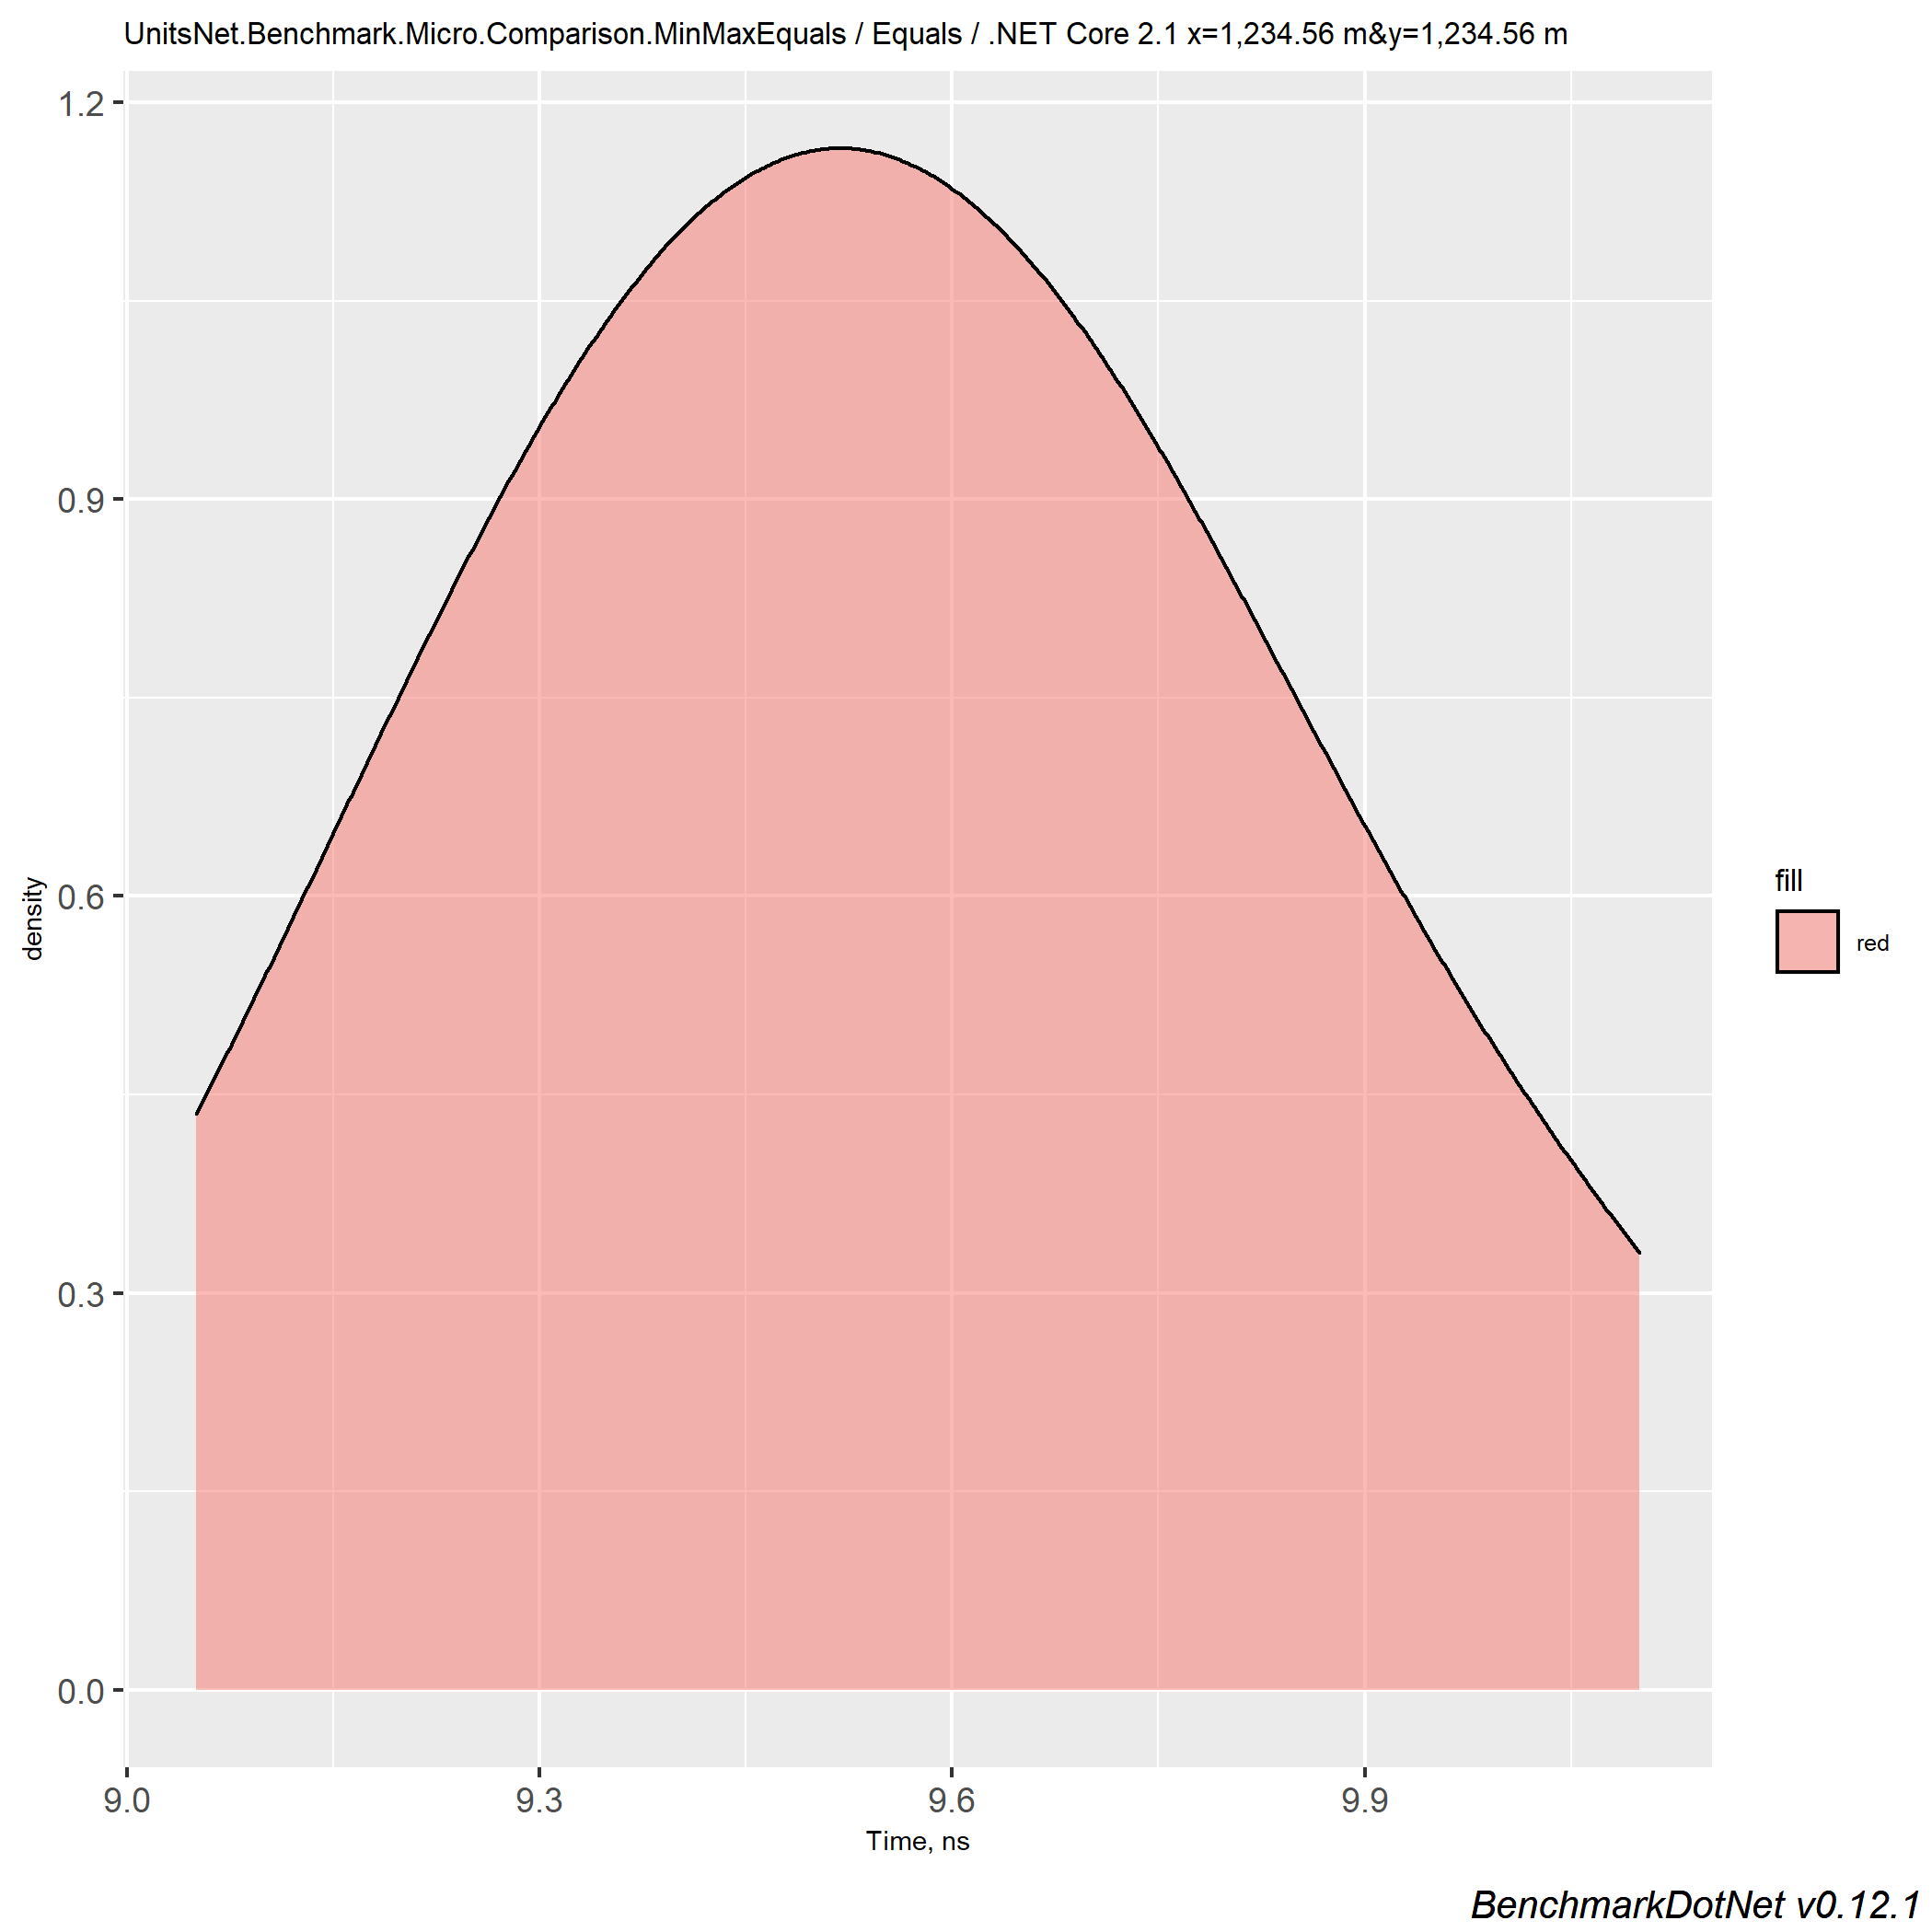 UnitsNet.Benchmark.Micro.Comparison.MinMaxEquals / Equals / .NET Core 2.1 x=1,234.56 m&y=1,234.56 m
1.2
0.9
0.6
0.3
0.0
density
9.0 9.3 9.6 9.9
Time, ns
fill
red
BenchmarkDotNet v0.12.1